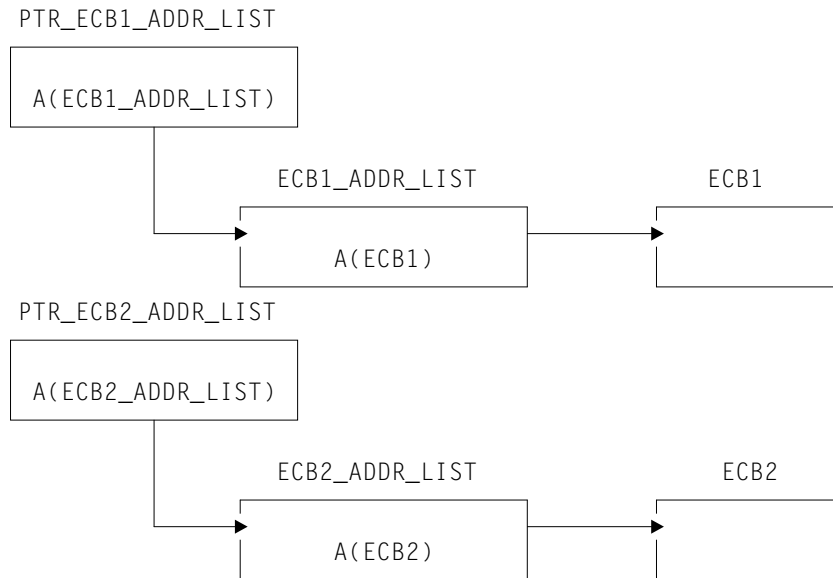 PTR_ECB1_ADDR_LIST
A(ECB1_ADDR_LIST)
ECB1_ADDR_LIST
ECB1
A(ECB1)
PTR_ECB2_ADDR_LIST
A(ECB2_ADDR_LIST)
ECB2_ADDR_LIST
ECB2
A(ECB2)